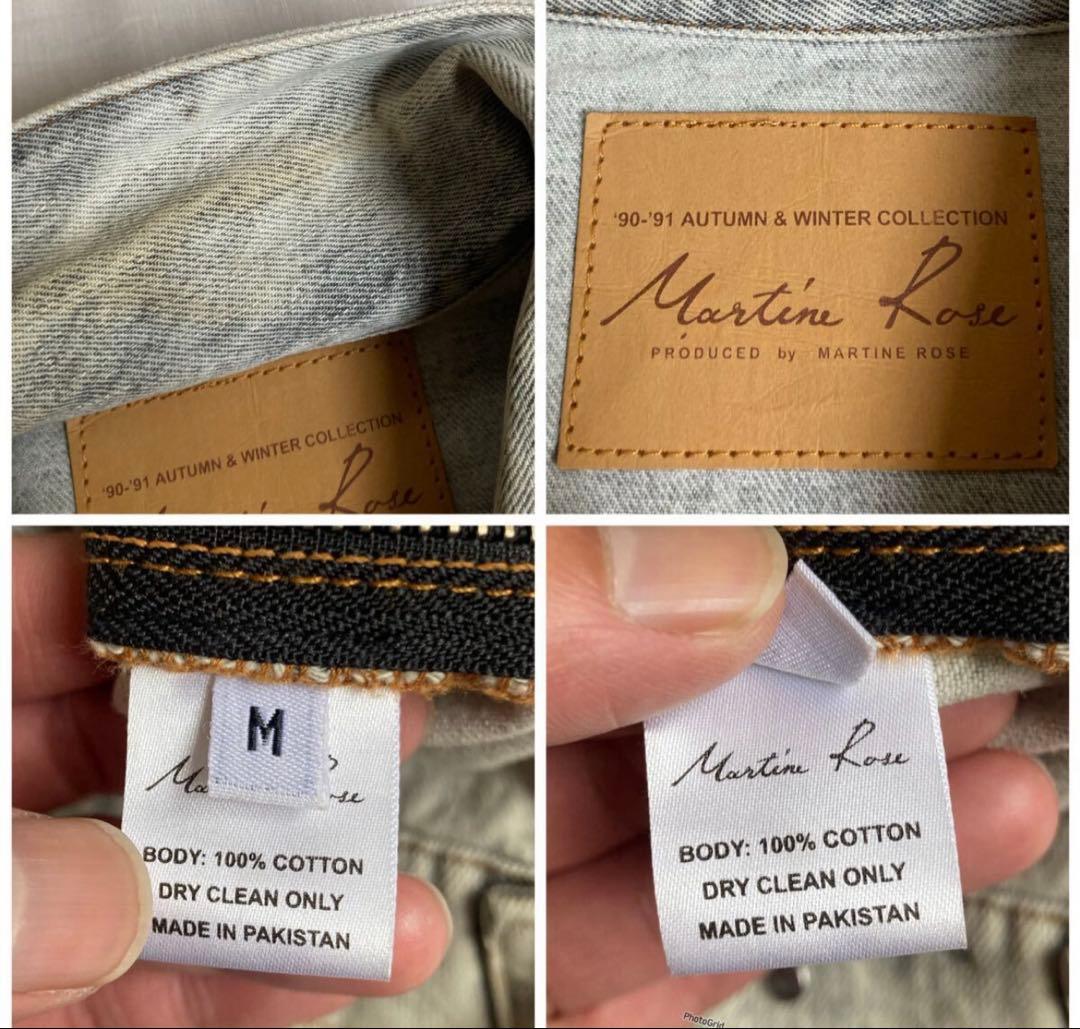 '90-'91 AUTUMN & WINTER COLLECTION
Rose
'90-'91 AUTUMN & WINTER COLLECTION
Martine Rose
PRODUCED by MARTINE ROSE
M
BODY: 100% COTTON
DRY CLEAN ONLY
MADE IN PAKISTAN
Martine Rose
BODY: 100% COTTON
DRY CLEAN ONLY
MADE IN PAKISTAN
PhotoGrid